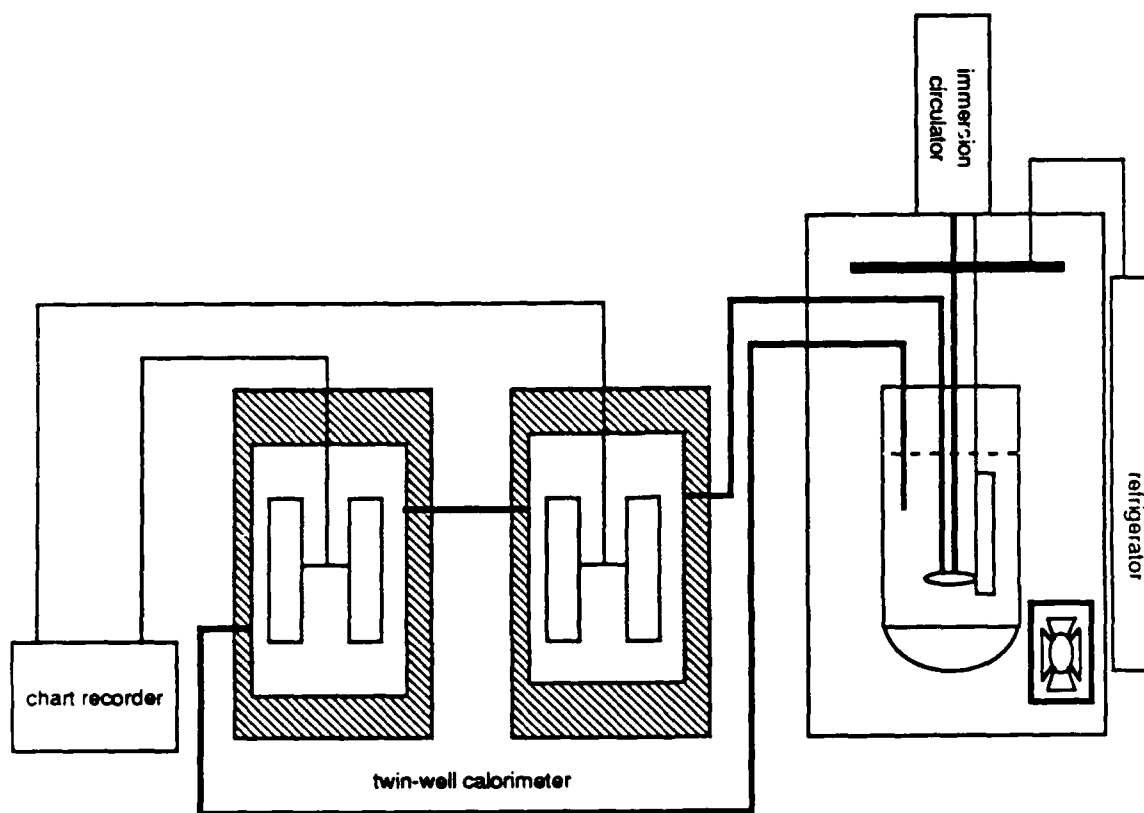 immersion
circulator
refrigerator
chart recorder
twin-well calorimeter